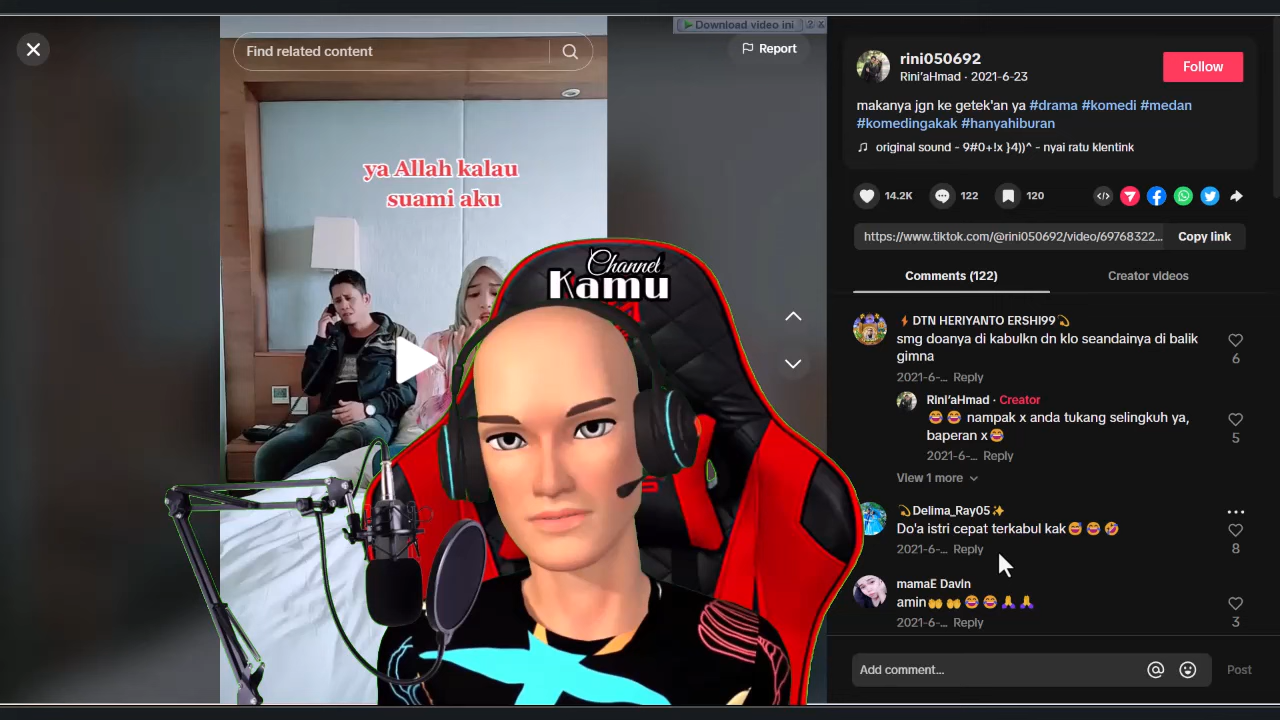 Download video ini
Find related content
Report
ya Allah kalau
suami aku
Channel
Kamu
rini050692
Rini'aHmad · 2021-6-23
Follow
makanya jgn ke getek'an ya #drama #komedi #medan
#komedingakak #hanyahiburan
original sound - 9#0+!x }4))^ - nyai ratu klentink
14.2K
122
120
https://www.tiktok.com/@rini050692/video/69768322...
Copy link
Comments (122)
Creator videos
⚡DTN HERIYANTO ERSHI99💫
smg doanya di kabulkn dn klo seandainya di balik
gimna
6
2021-6-... Reply
Rini'aHmad · Creator
😂😂 nampak x anda tukang selingkuh ya,
baperan x😂
5
2021-6-... Reply
View 1 more
💫Delima_Ray05✨
Do'a istri cepat terkabul kak😅😂🤣
8
2021-6-... Reply
mamaE Davin
amin👐👐😂😂🙏🙏
3
2021-6-... Reply
Add comment...
Post